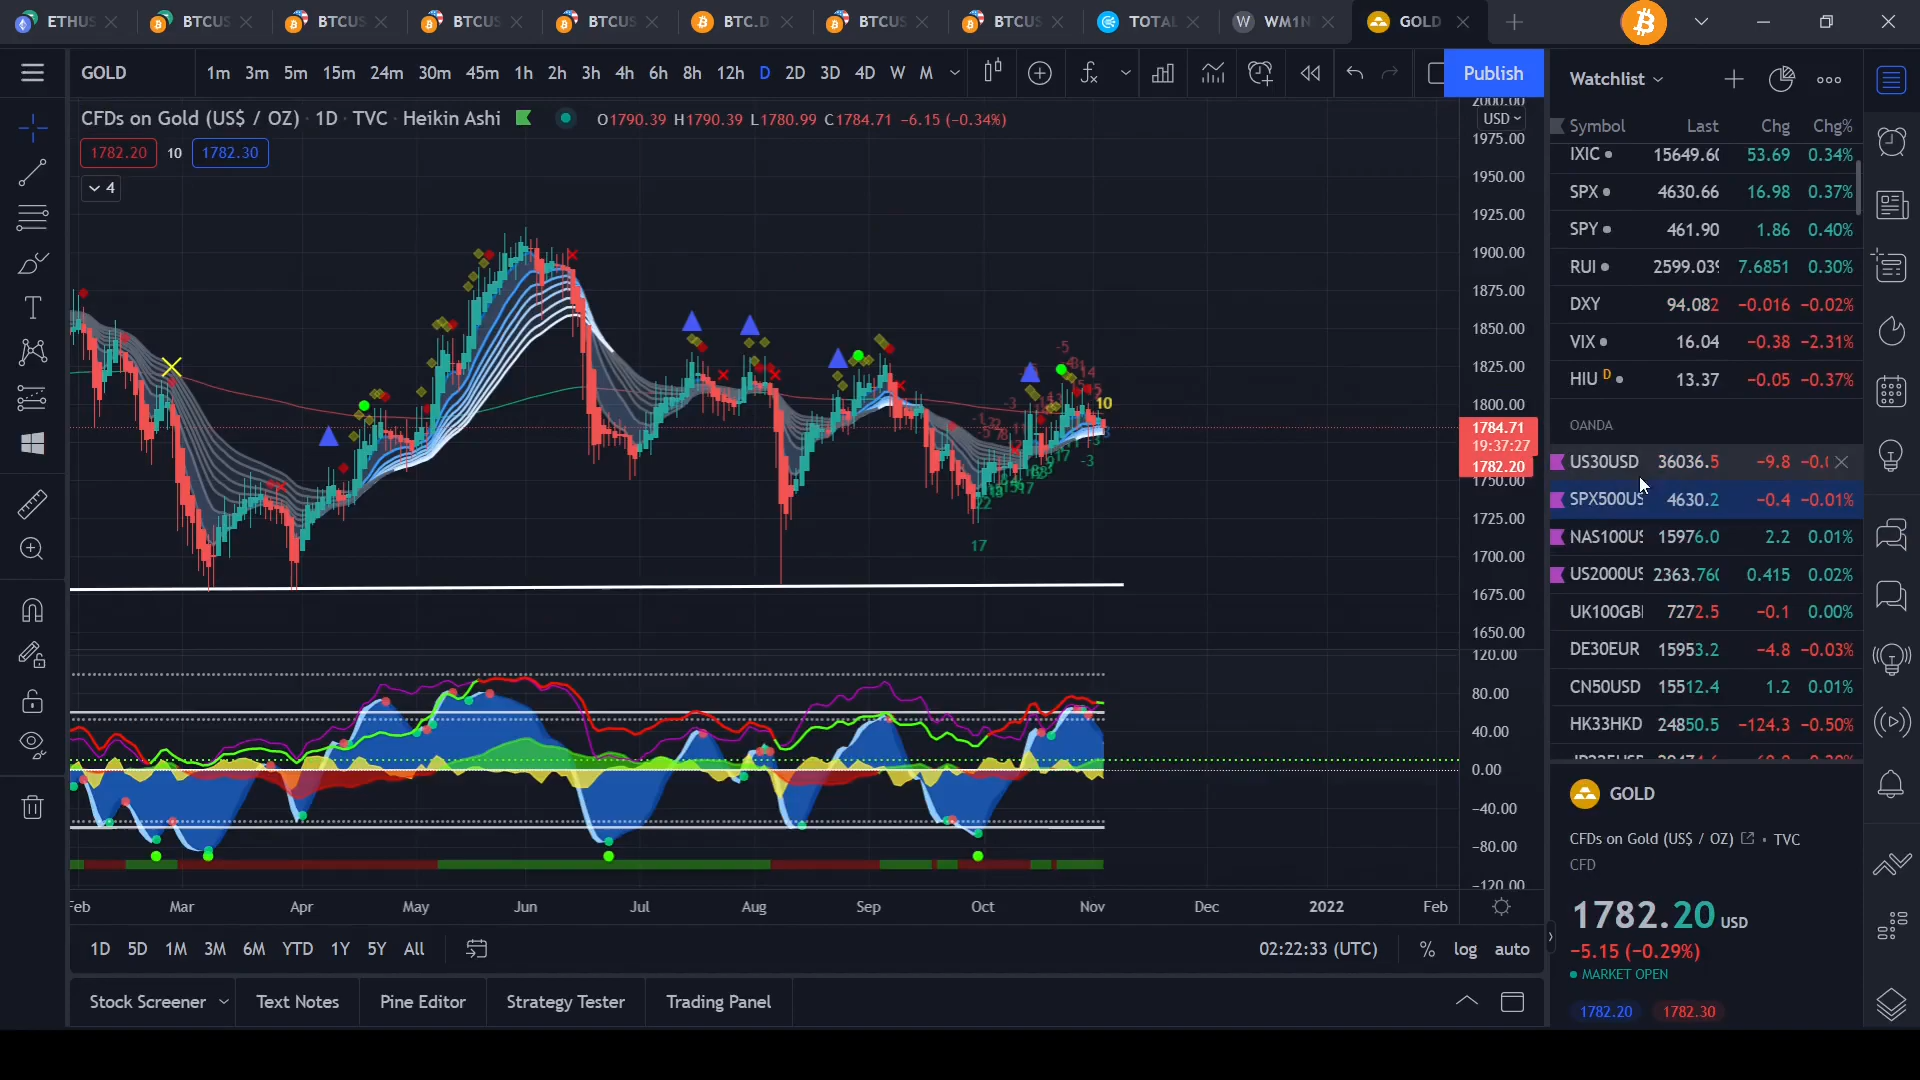 ETHUS BTCUS BTCUS BTCUS BTCUS BTC.D BTCUS BTCUS TOTAL WM1N GOLD
GOLD 1m 3m 5m 15m 24m 30m 45m 1h 2h 3h 4h 6h 8h 12h D 2D 3D 4D W M Publish
CFDs on Gold (US$ / OZ) · 1D · TVC · Heikin Ashi O1790.39 H1790.39 L1780.99 C1784.71 −6.15 (−0.34%)
1782.20 10 1782.30
4
2000.00
USD
1975.00
1950.00
1925.00
1900.00
1875.00
1850.00
1825.00
1800.00
1784.71
19:37:27
1782.20
1750.00
1725.00
1700.00
1675.00
1650.00
120.00
80.00
40.00
0.00
−40.00
−80.00
−120.00
10
17
Feb Mar Apr May Jun Jul Aug Sep Oct Nov Dec 2022 Feb
1D 5D 1M 3M 6M YTD 1Y 5Y All 02:22:33 (UTC) % log auto
Stock Screener Text Notes Pine Editor Strategy Tester Trading Panel
Watchlist
Symbol Last Chg Chg%
IXIC 15649.60 53.69 0.34%
SPX 4630.66 16.98 0.37%
SPY 461.90 1.86 0.40%
RUI 2599.039 7.6851 0.30%
DXY 94.082 −0.016 −0.02%
VIX 16.04 −0.38 −2.31%
HIU D 13.37 −0.05 −0.37%
OANDA
US30USD 36036.5 −9.8 −0.0
SPX500US 4630.2 −0.4 −0.01%
NAS100US 15976.0 2.2 0.01%
US2000US 2363.760 0.415 0.02%
UK100GB 7272.5 −0.1 0.00%
DE30EUR 15953.2 −4.8 −0.03%
CN50USD 15512.4 1.2 0.01%
HK33HKD 24850.5 −124.3 −0.50%
GOLD
CFDs on Gold (US$ / OZ) · TVC
CFD
1782.20 USD
−5.15 (−0.29%)
MARKET OPEN
1782.20 1782.30